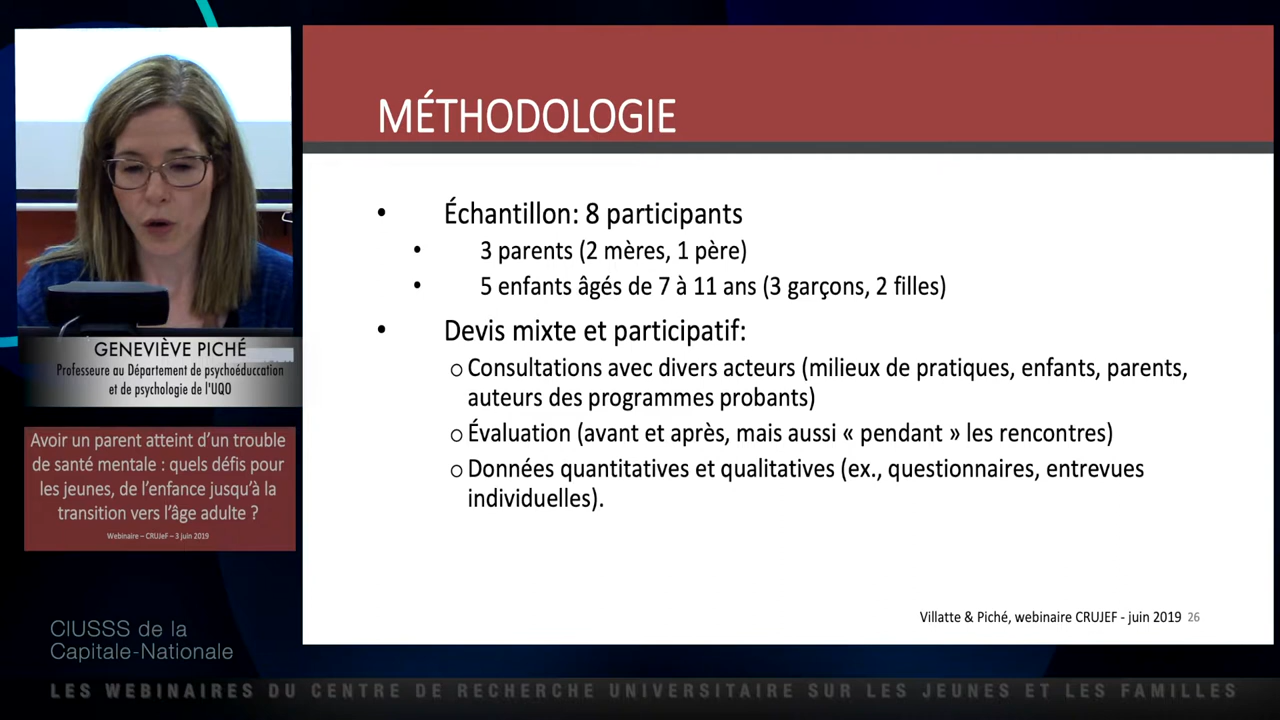 MÉTHODOLOGIE
• Échantillon: 8 participants
• 3 parents (2 mères, 1 père)
• 5 enfants âgés de 7 à 11 ans (3 garçons, 2 filles)
• Devis mixte et participatif:
o Consultations avec divers acteurs (milieux de pratiques, enfants, parents,
auteurs des programmes probants)
o Évaluation (avant et après, mais aussi « pendant » les rencontres)
o Données quantitatives et qualitatives (ex., questionnaires, entrevues
individuelles).
Villatte & Piché, webinaire CRUJEF - juin 2019 26
GENEVIÈVE PICHÉ
Professeure au Département de psychoéduccation
et de psychologie de l'UQO
Avoir un parent atteint d'un trouble
de santé mentale : quels défis pour
les jeunes, de l'enfance jusqu'à la
transition vers l'âge adulte ?
Webinaire – CRUJeF – 3 juin 2019
CIUSSS de la
Capitale-Nationale
LES WEBINAIRES DU CENTRE DE RECHERCHE UNIVERSITAIRE SUR LES JEUNES ET LES FAMILLES